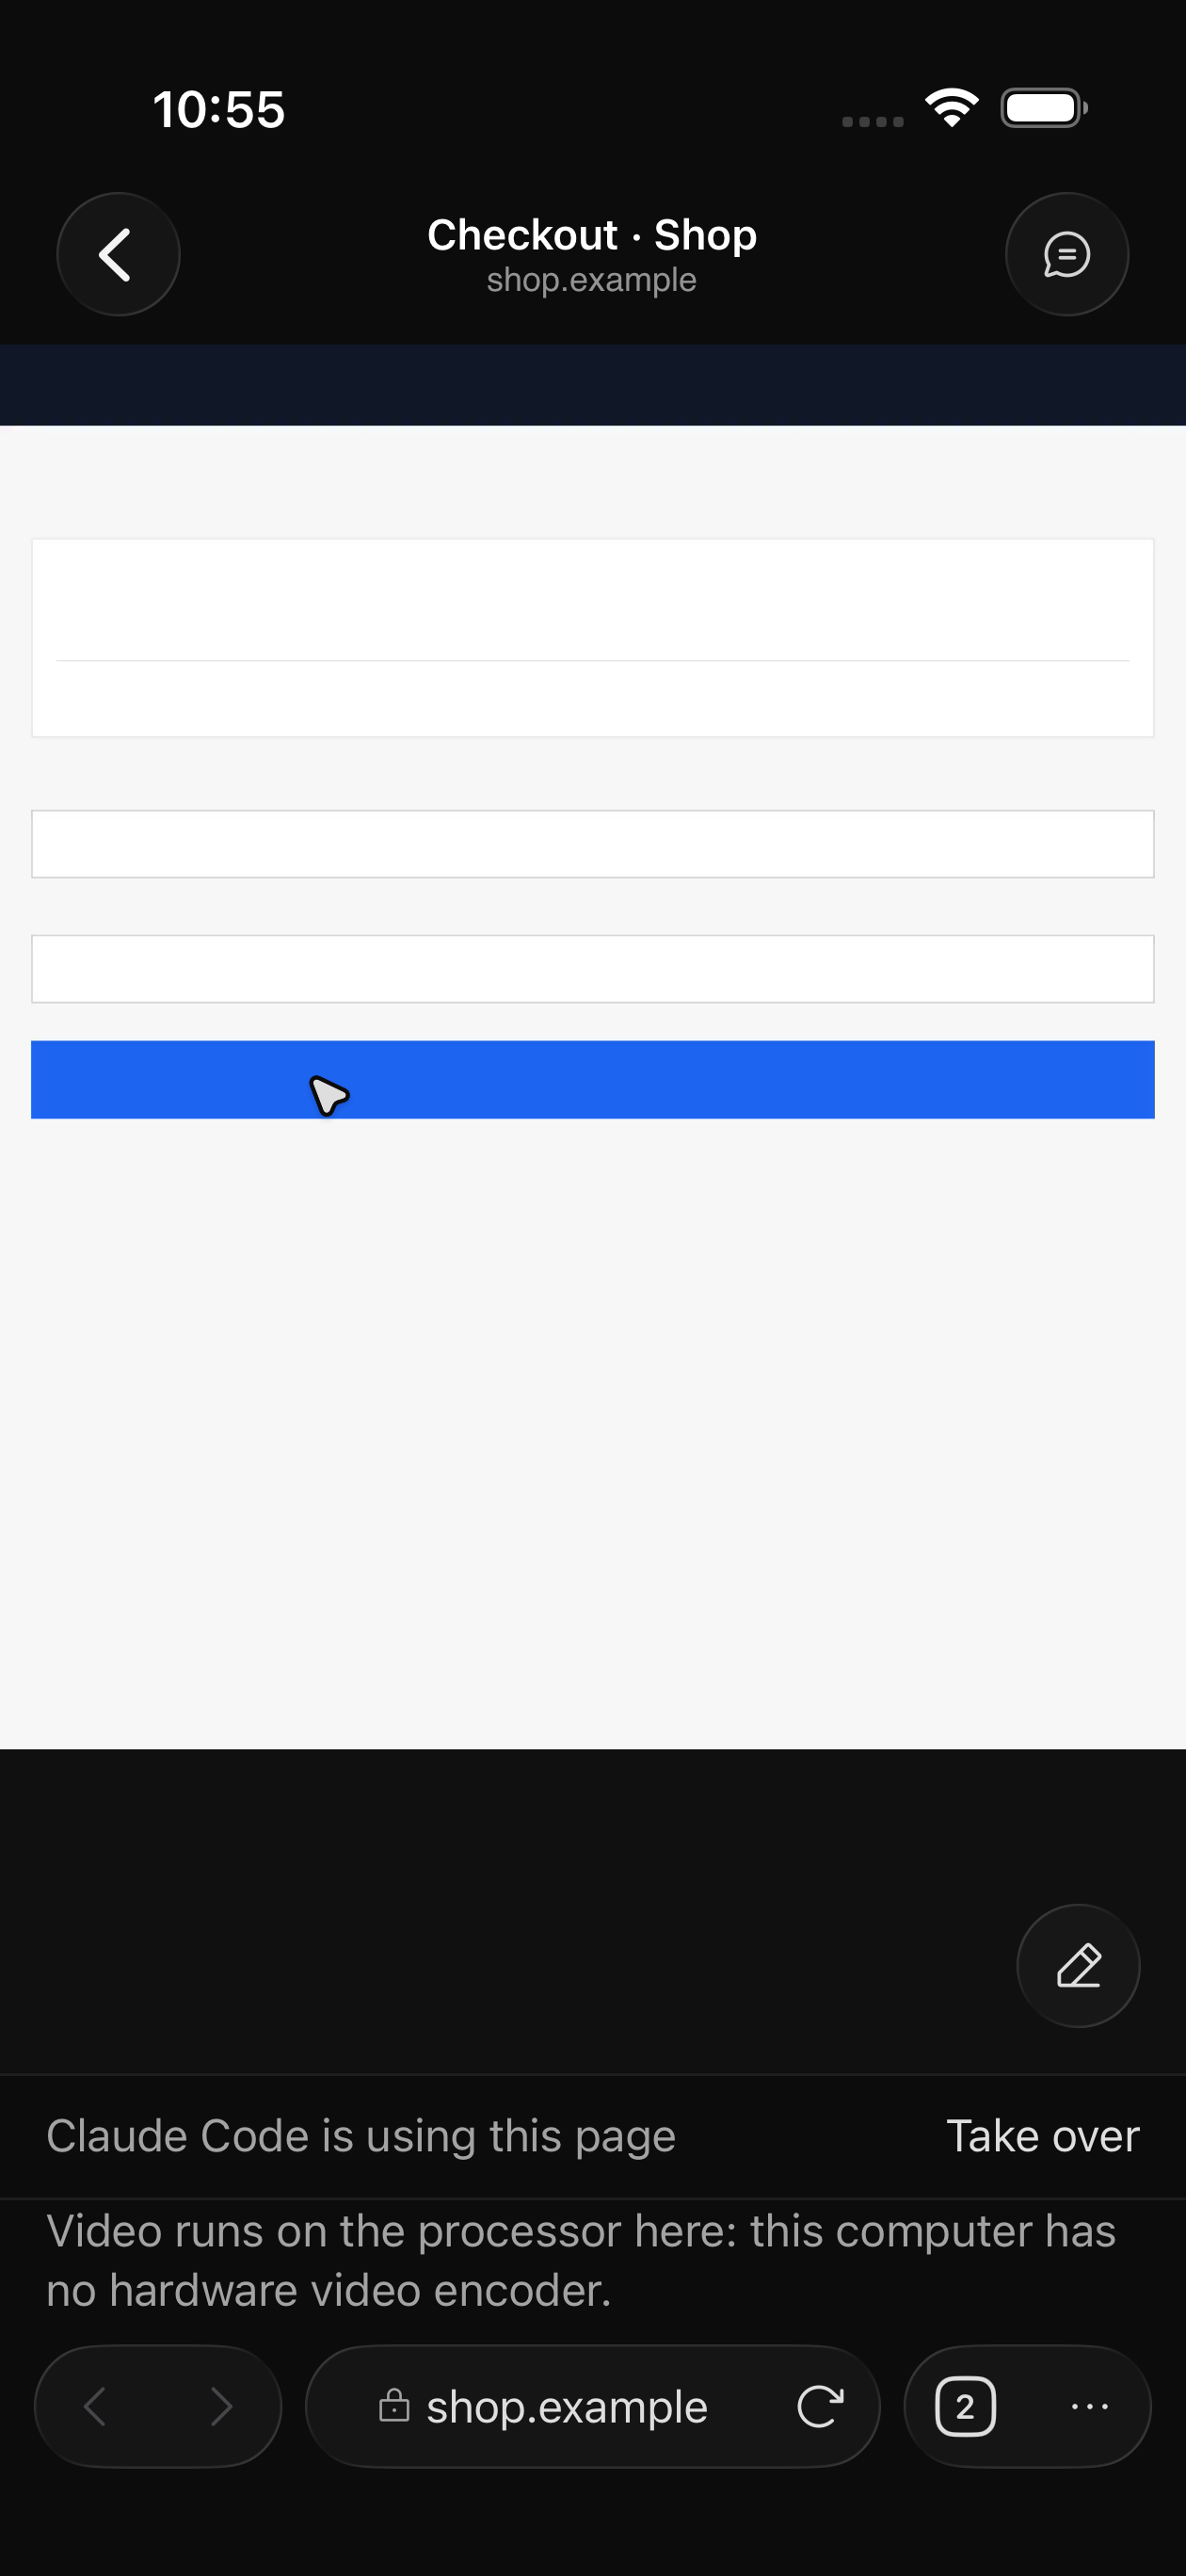 10:55
Checkout · Shop
shop.example
Claude Code is using this page
Take over
Video runs on the processor here: this computer has
no hardware video encoder.
shop.example
2